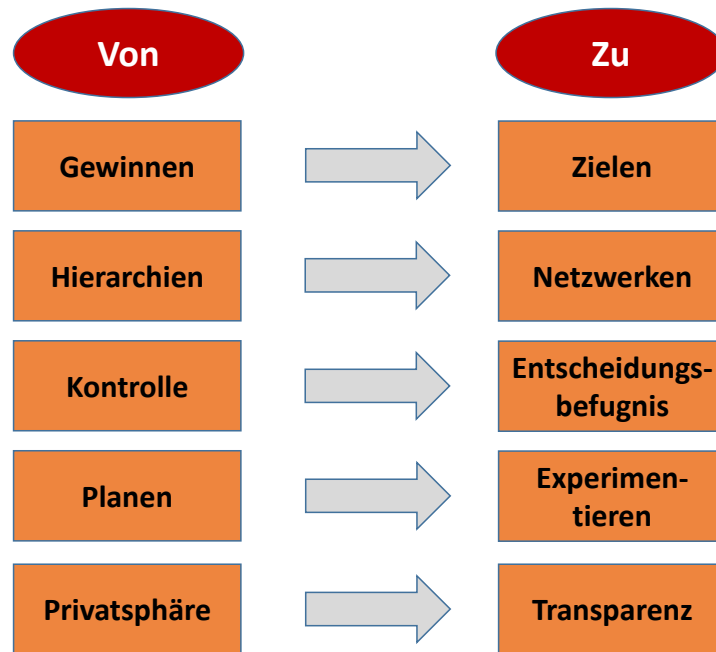 Von
Zu
Gewinnen
Zielen
Hierarchien
Netzwerken
Kontrolle
Entscheidungs-
befugnis
Planen
Experimen-
tieren
Privatsphäre
Transparenz